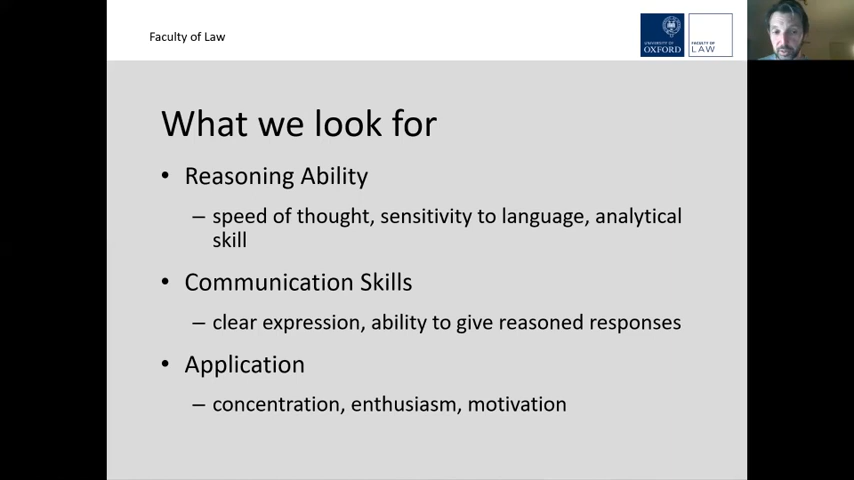 Faculty of Law
UNIVERSITY OF
OXFORD
FACULTY OF
LAW
What we look for
• Reasoning Ability
– speed of thought, sensitivity to language, analytical
skill
• Communication Skills
– clear expression, ability to give reasoned responses
• Application
– concentration, enthusiasm, motivation